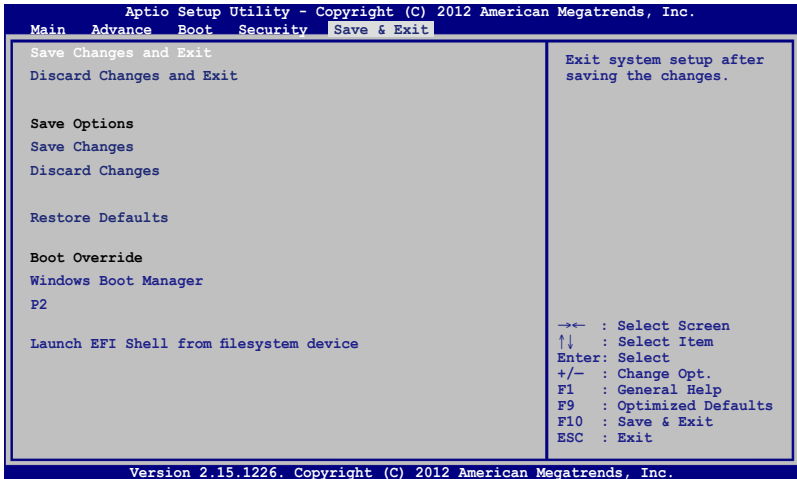 Aptio Setup Utility - Copyright (C) 2012 American Megatrends, Inc.
Main Advance Boot Security Save & Exit
Save Changes and Exit
Discard Changes and Exit
Save Options
Save Changes
Discard Changes
Restore Defaults
Boot Override
Windows Boot Manager
P2
Launch EFI Shell from filesystem device
Exit system setup after
saving the changes.
→← : Select Screen
↑↓ : Select Item
Enter: Select
+/— : Change Opt.
F1 : General Help
F9 : Optimized Defaults
F10 : Save & Exit
ESC : Exit
Version 2.15.1226. Copyright (C) 2012 American Megatrends, Inc.